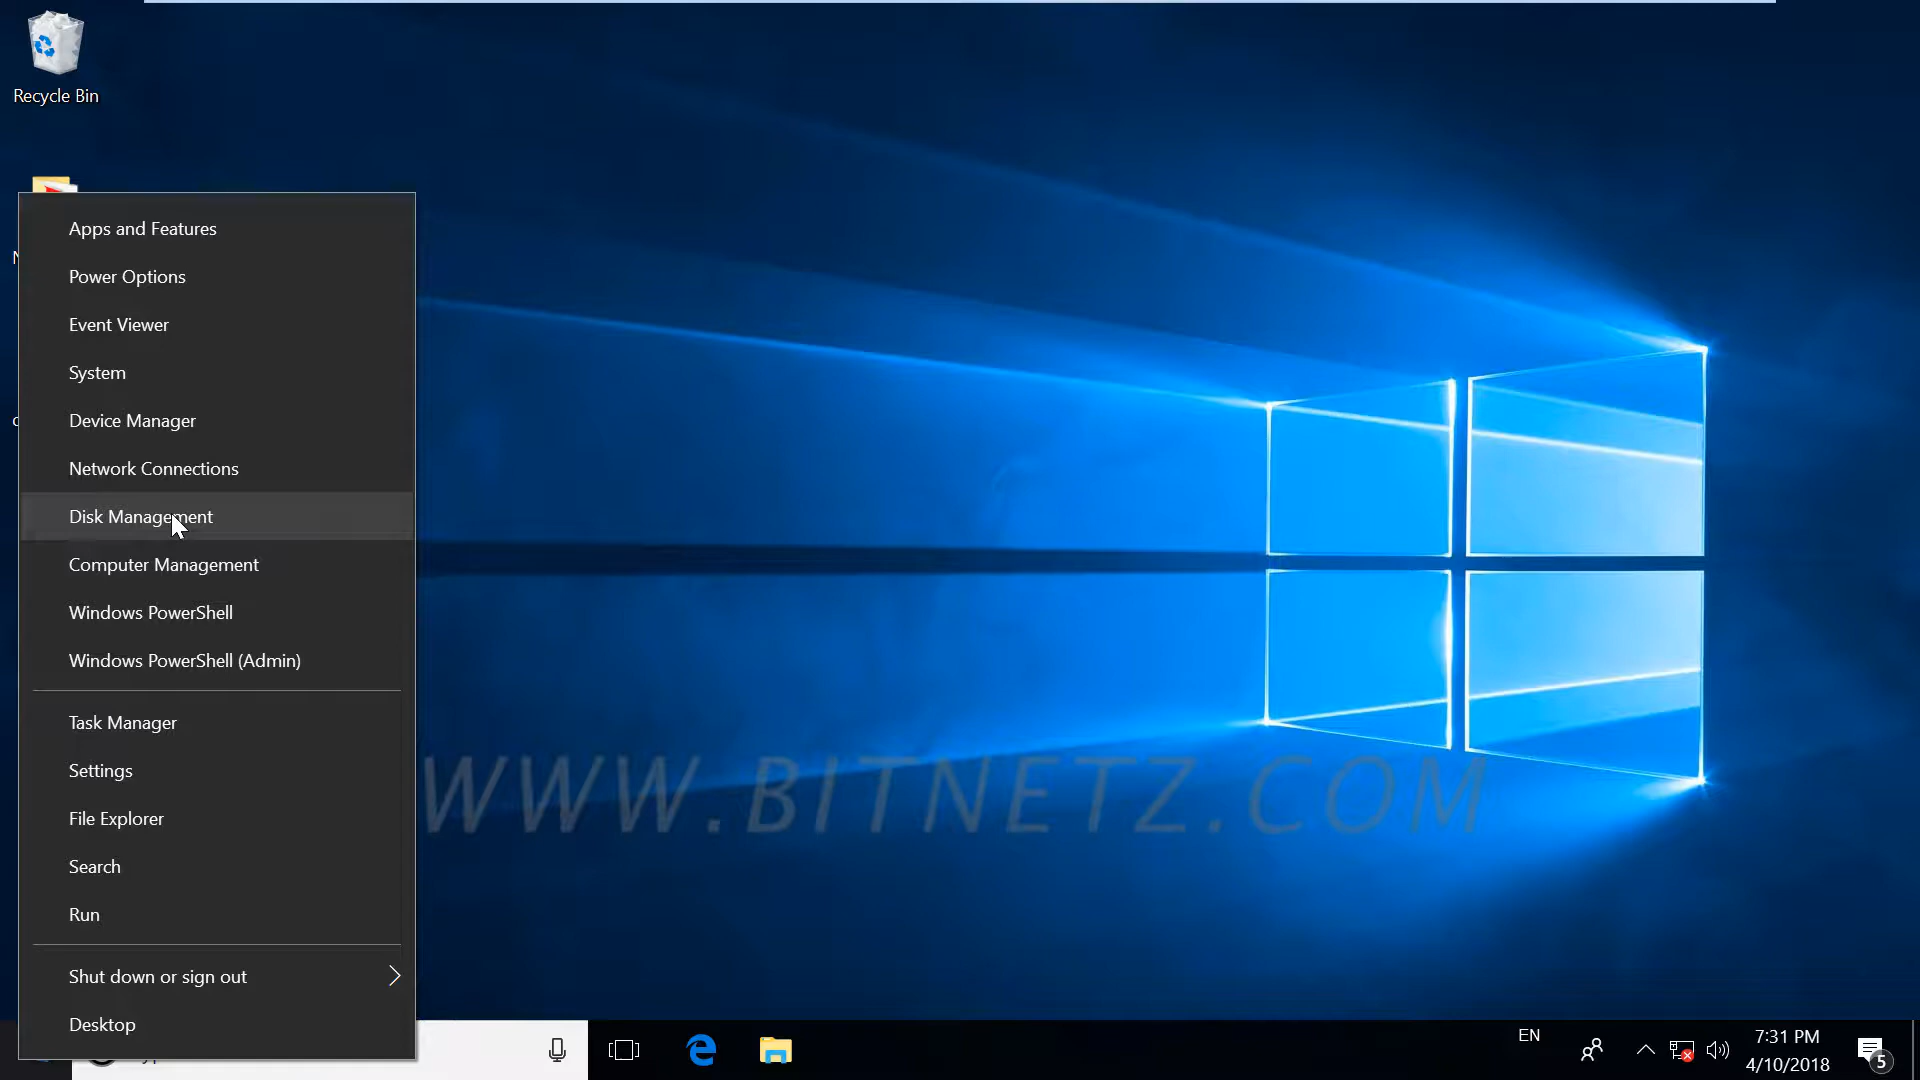 Recycle Bin
Apps and Features
Power Options
Event Viewer
System
Device Manager
Network Connections
Disk Management
Computer Management
Windows PowerShell
Windows PowerShell (Admin)
Task Manager
Settings
File Explorer
Search
Run
Shut down or sign out
Desktop
WWW.BITNETZ.COM
EN
7:31 PM
4/10/2018
5